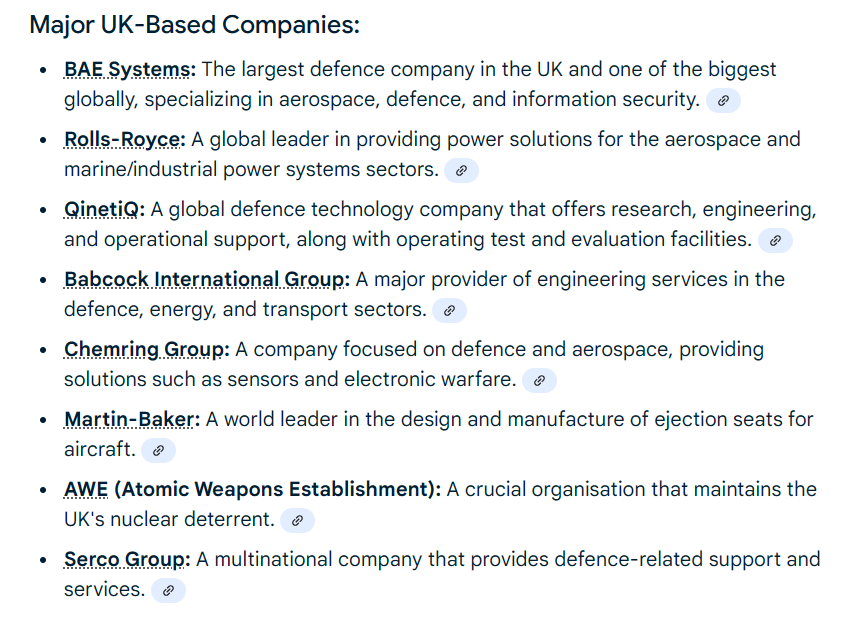 Major UK-Based Companies:
• BAE Systems: The largest defence company in the UK and one of the biggest
globally, specializing in aerospace, defence, and information security.
• Rolls-Royce: A global leader in providing power solutions for the aerospace and
marine/industrial power systems sectors.
• QinetiQ: A global defence technology company that offers research, engineering,
and operational support, along with operating test and evaluation facilities.
• Babcock International Group: A major provider of engineering services in the
defence, energy, and transport sectors.
• Chemring Group: A company focused on defence and aerospace, providing
solutions such as sensors and electronic warfare.
• Martin-Baker: A world leader in the design and manufacture of ejection seats for
aircraft.
• AWE (Atomic Weapons Establishment): A crucial organisation that maintains the
UK's nuclear deterrent.
• Serco Group: A multinational company that provides defence-related support and
services.